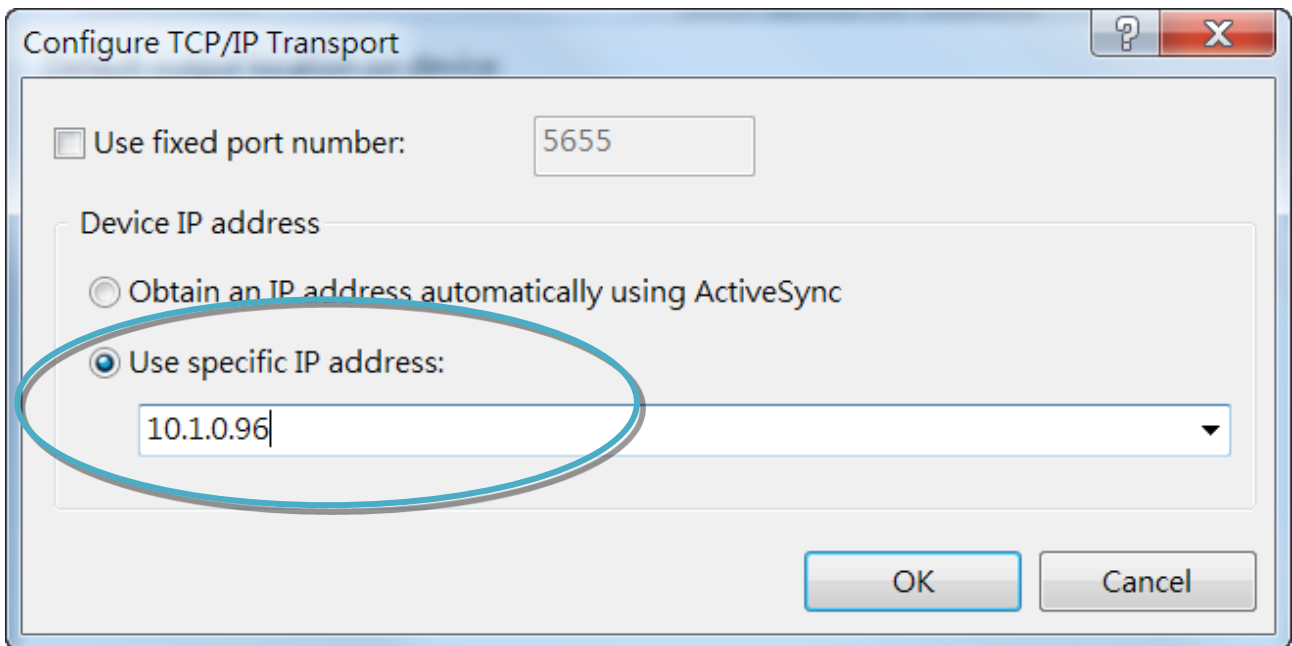 Configure TCP/IP Transport
Use fixed port number: 5655
Device IP address
Obtain an IP address automatically using ActiveSync
Use specific IP address:
10.1.0.96
OK Cancel